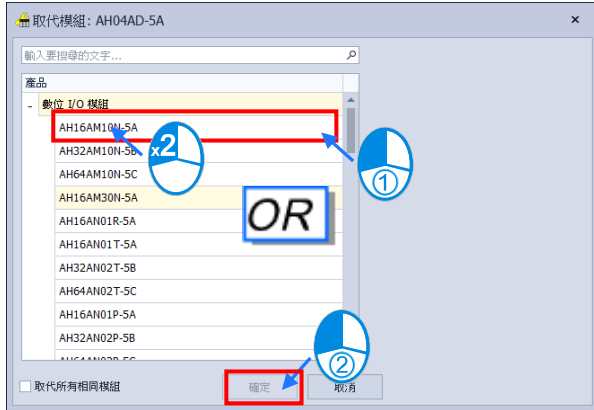 取代模組: AH04AD-5A
×
輸入要搜尋的文字...
產品
- 數位 I/O 模組
AH16AM10N-5A
AH32AM10N-5B
x2
①
AH64AM10N-5C
AH16AM30N-5A
AH16AN01R-5A
OR
AH16AN01T-5A
AH32AN02T-5B
AH64AN02T-5C
AH16AN01P-5A
AH32AN02P-5B
AH64AN02P-5C
②
取代所有相同模組
確定
取消